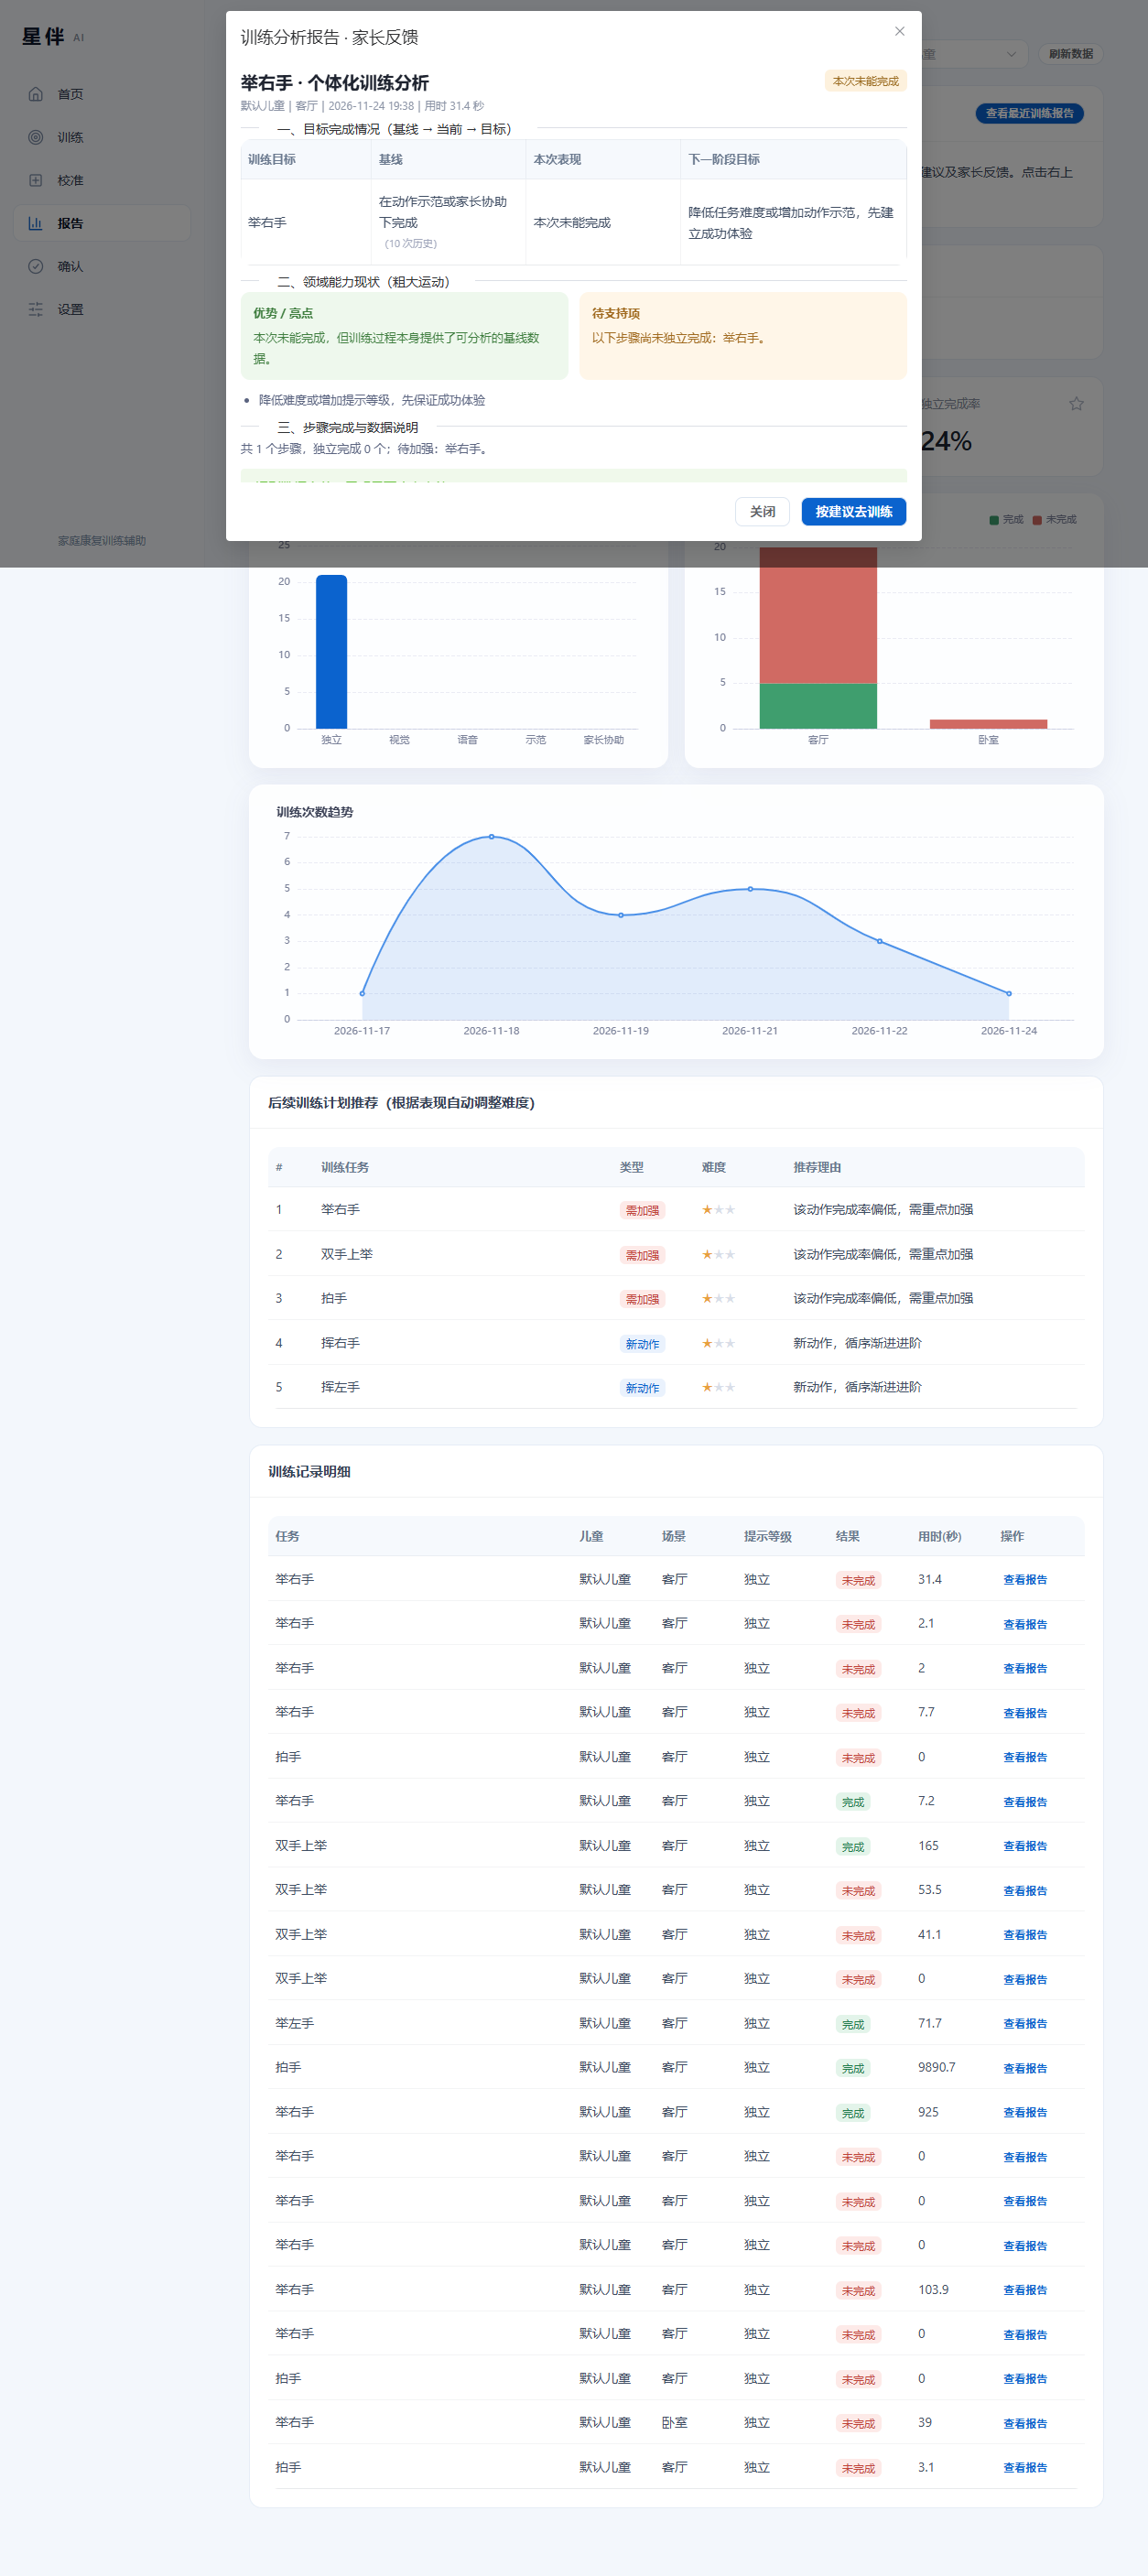 星伴 AI
首页
训练
校准
报告
确认
设置
家庭康复训练辅助
童
刷新数据
查看最近训练报告
建议及家长反馈。点击右上
独立完成率
24%
训练分析报告 · 家长反馈
举右手 · 个体化训练分析
本次未能完成
默认儿童 | 客厅 | 2026-11-24 19:38 | 用时 31.4 秒
一、目标完成情况（基线 → 当前 → 目标）
训练目标 基线 本次表现 下一阶段目标
举右手 在动作示范或家长协助下完成 （10 次历史） 本次未能完成 降低任务难度或增加动作示范，先建立成功体验
二、领域能力现状（粗大运动）
优势 / 亮点
本次未能完成，但训练过程本身提供了可分析的基线数
据。
待支持项
以下步骤尚未独立完成：举右手。
降低难度或增加提示等级，先保证成功体验
三、步骤完成与数据说明
共 1 个步骤，独立完成 0 个；待加强：举右手。
关闭
按建议去训练
25
20
15
10
5
0
独立 视觉 语音 示范 家长协助
完成 未完成
20
15
10
5
0
客厅 卧室
训练次数趋势
7
6
5
4
3
2
1
0
2026-11-17 2026-11-18 2026-11-19 2026-11-21 2026-11-22 2026-11-24
后续训练计划推荐（根据表现自动调整难度）
# 训练任务 类型 难度 推荐理由
1 举右手 需加强 ★★★ 该动作完成率偏低，需重点加强
2 双手上举 需加强 ★★★ 该动作完成率偏低，需重点加强
3 拍手 需加强 ★★★ 该动作完成率偏低，需重点加强
4 挥右手 新动作 ★★★ 新动作，循序渐进进阶
5 挥左手 新动作 ★★★ 新动作，循序渐进进阶
训练记录明细
任务 儿童 场景 提示等级 结果 用时(秒) 操作
举右手 默认儿童 客厅 独立 未完成 31.4 查看报告
举右手 默认儿童 客厅 独立 未完成 2.1 查看报告
举右手 默认儿童 客厅 独立 未完成 2 查看报告
举右手 默认儿童 客厅 独立 未完成 7.7 查看报告
拍手 默认儿童 客厅 独立 未完成 0 查看报告
举右手 默认儿童 客厅 独立 完成 7.2 查看报告
双手上举 默认儿童 客厅 独立 完成 165 查看报告
双手上举 默认儿童 客厅 独立 未完成 53.5 查看报告
双手上举 默认儿童 客厅 独立 未完成 41.1 查看报告
双手上举 默认儿童 客厅 独立 未完成 0 查看报告
举左手 默认儿童 客厅 独立 完成 71.7 查看报告
拍手 默认儿童 客厅 独立 完成 9890.7 查看报告
举右手 默认儿童 客厅 独立 完成 925 查看报告
举右手 默认儿童 客厅 独立 未完成 0 查看报告
举右手 默认儿童 客厅 独立 未完成 0 查看报告
举右手 默认儿童 客厅 独立 未完成 0 查看报告
举右手 默认儿童 客厅 独立 未完成 103.9 查看报告
举右手 默认儿童 客厅 独立 未完成 0 查看报告
拍手 默认儿童 客厅 独立 未完成 0 查看报告
举右手 默认儿童 卧室 独立 未完成 39 查看报告
拍手 默认儿童 客厅 独立 未完成 3.1 查看报告